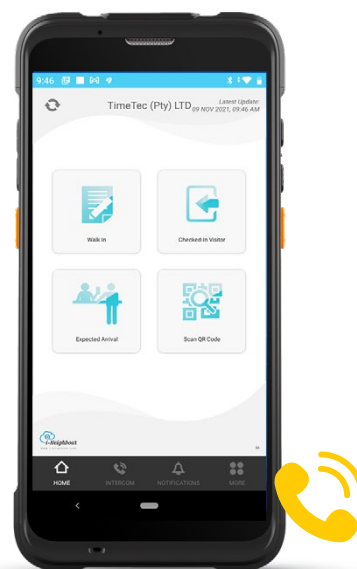 9:46
TimeTec (Pty) LTD
Latest Update:
09 NOV 2021, 09:46 AM
Walk In
Checked In Visitor
Expected Arrival
Scan QR Code
i-Neighbour
HOME
INTERCOM
NOTIFICATIONS
MORE